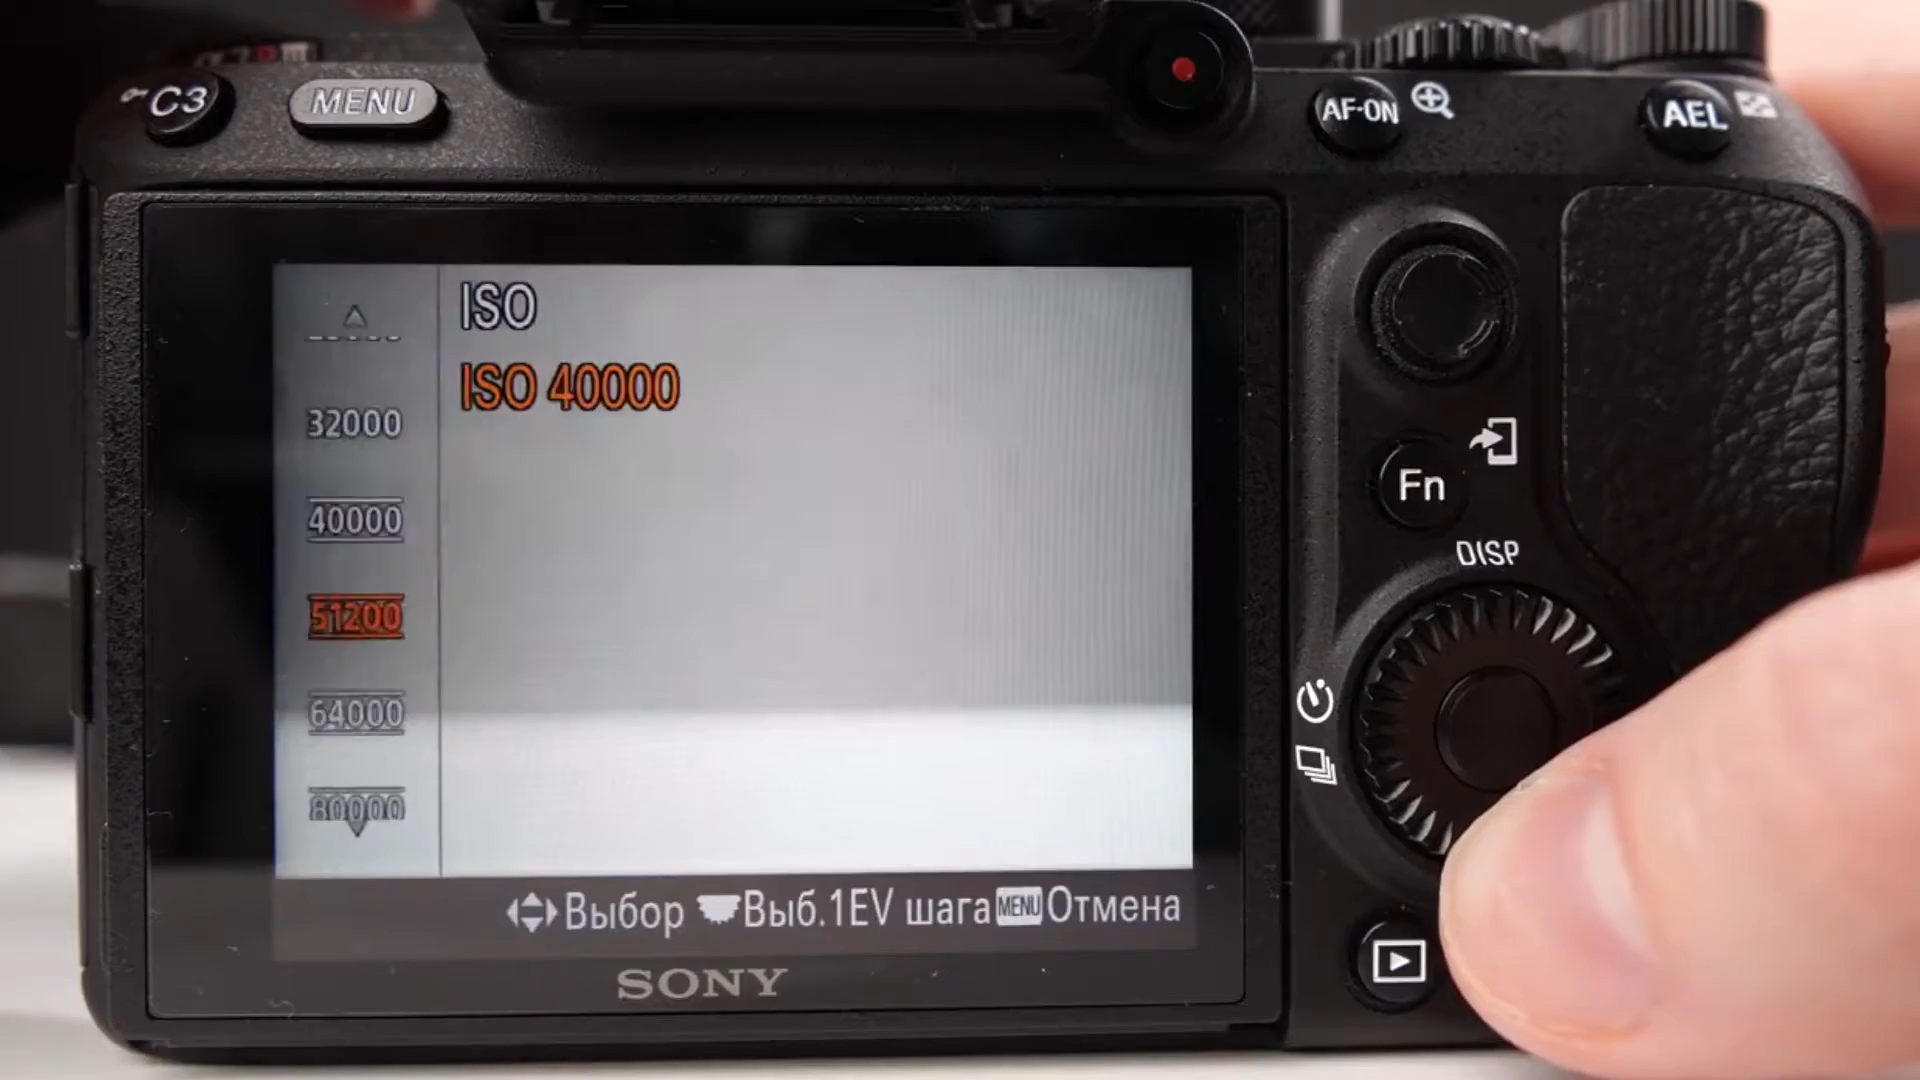 C3
MENU
AF-ON
AEL
ISO
ISO 40000
32000
40000
51200
64000
80000
Fn
DISP
Выбор Выб.1EV шага MENU Отмена
SONY